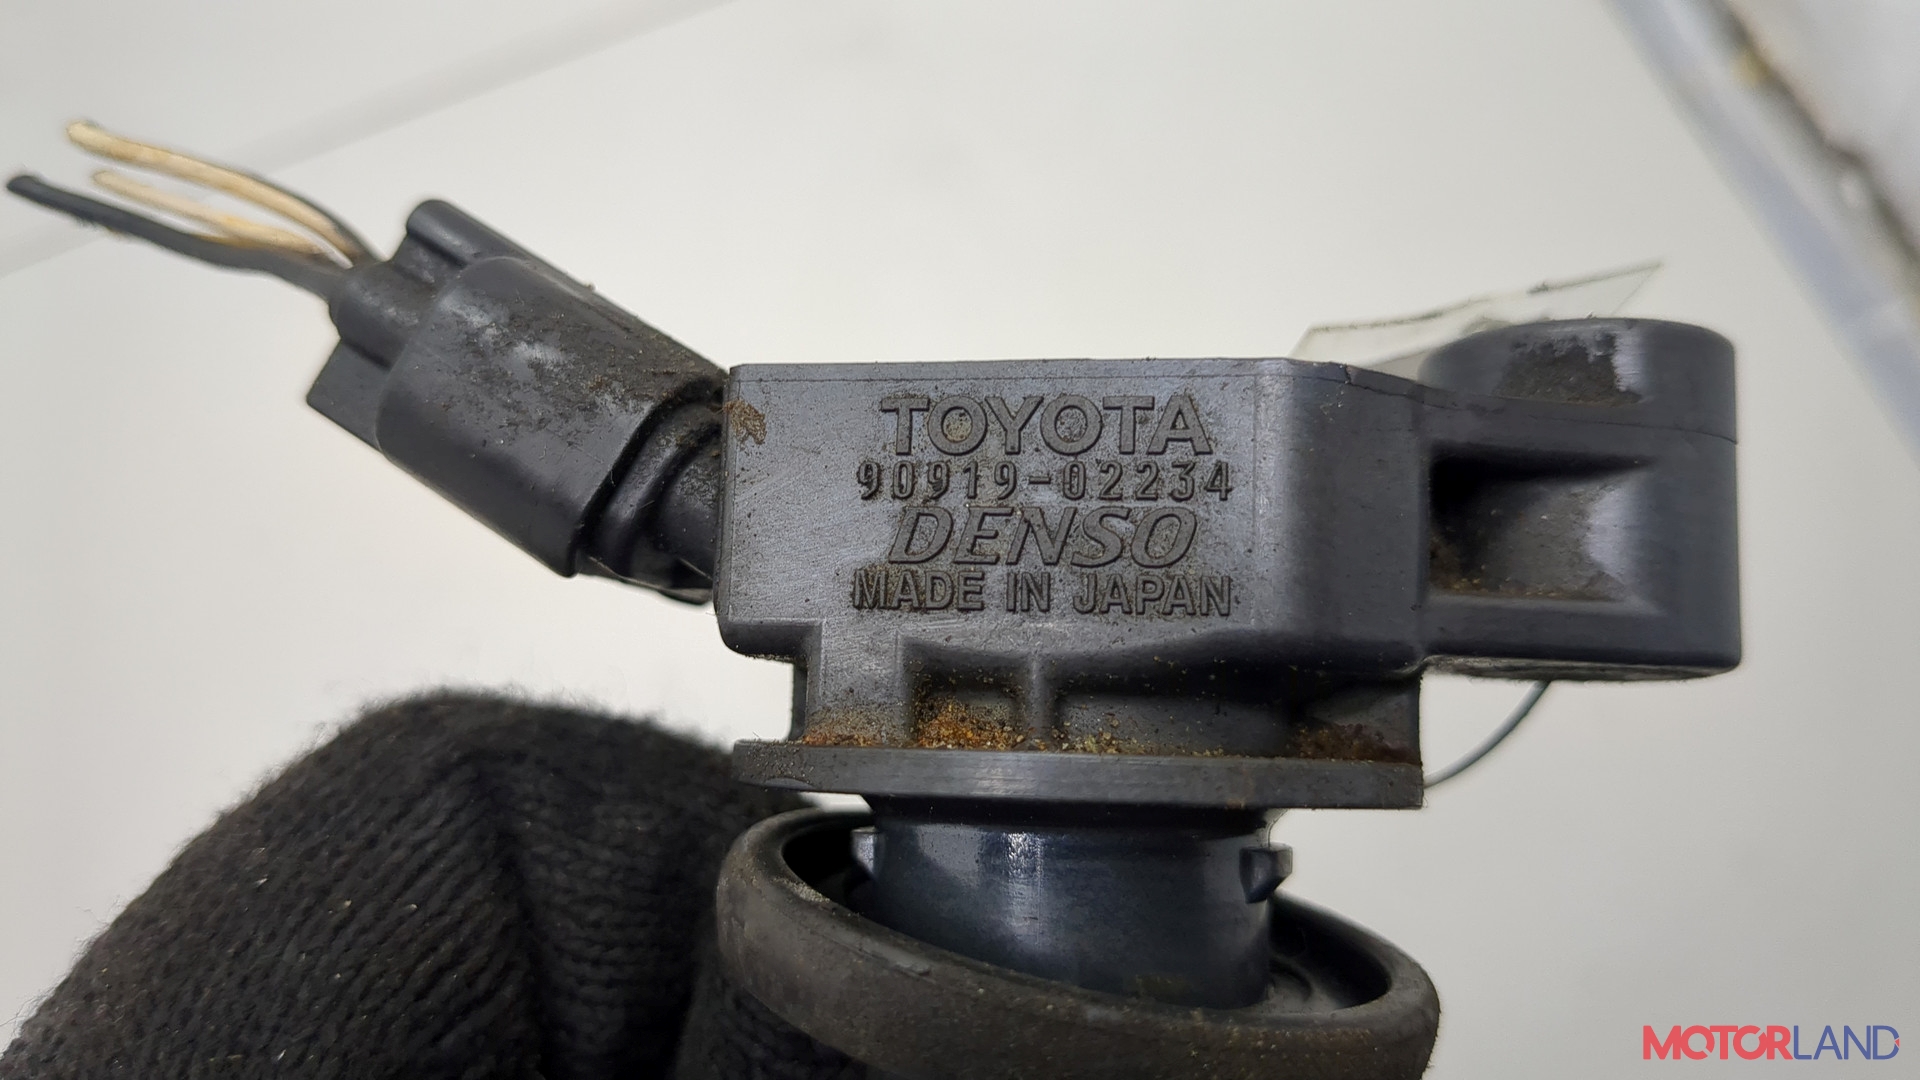 TOYOTA
90919-02234
DENSO
MADE IN JAPAN
MOTORLAND